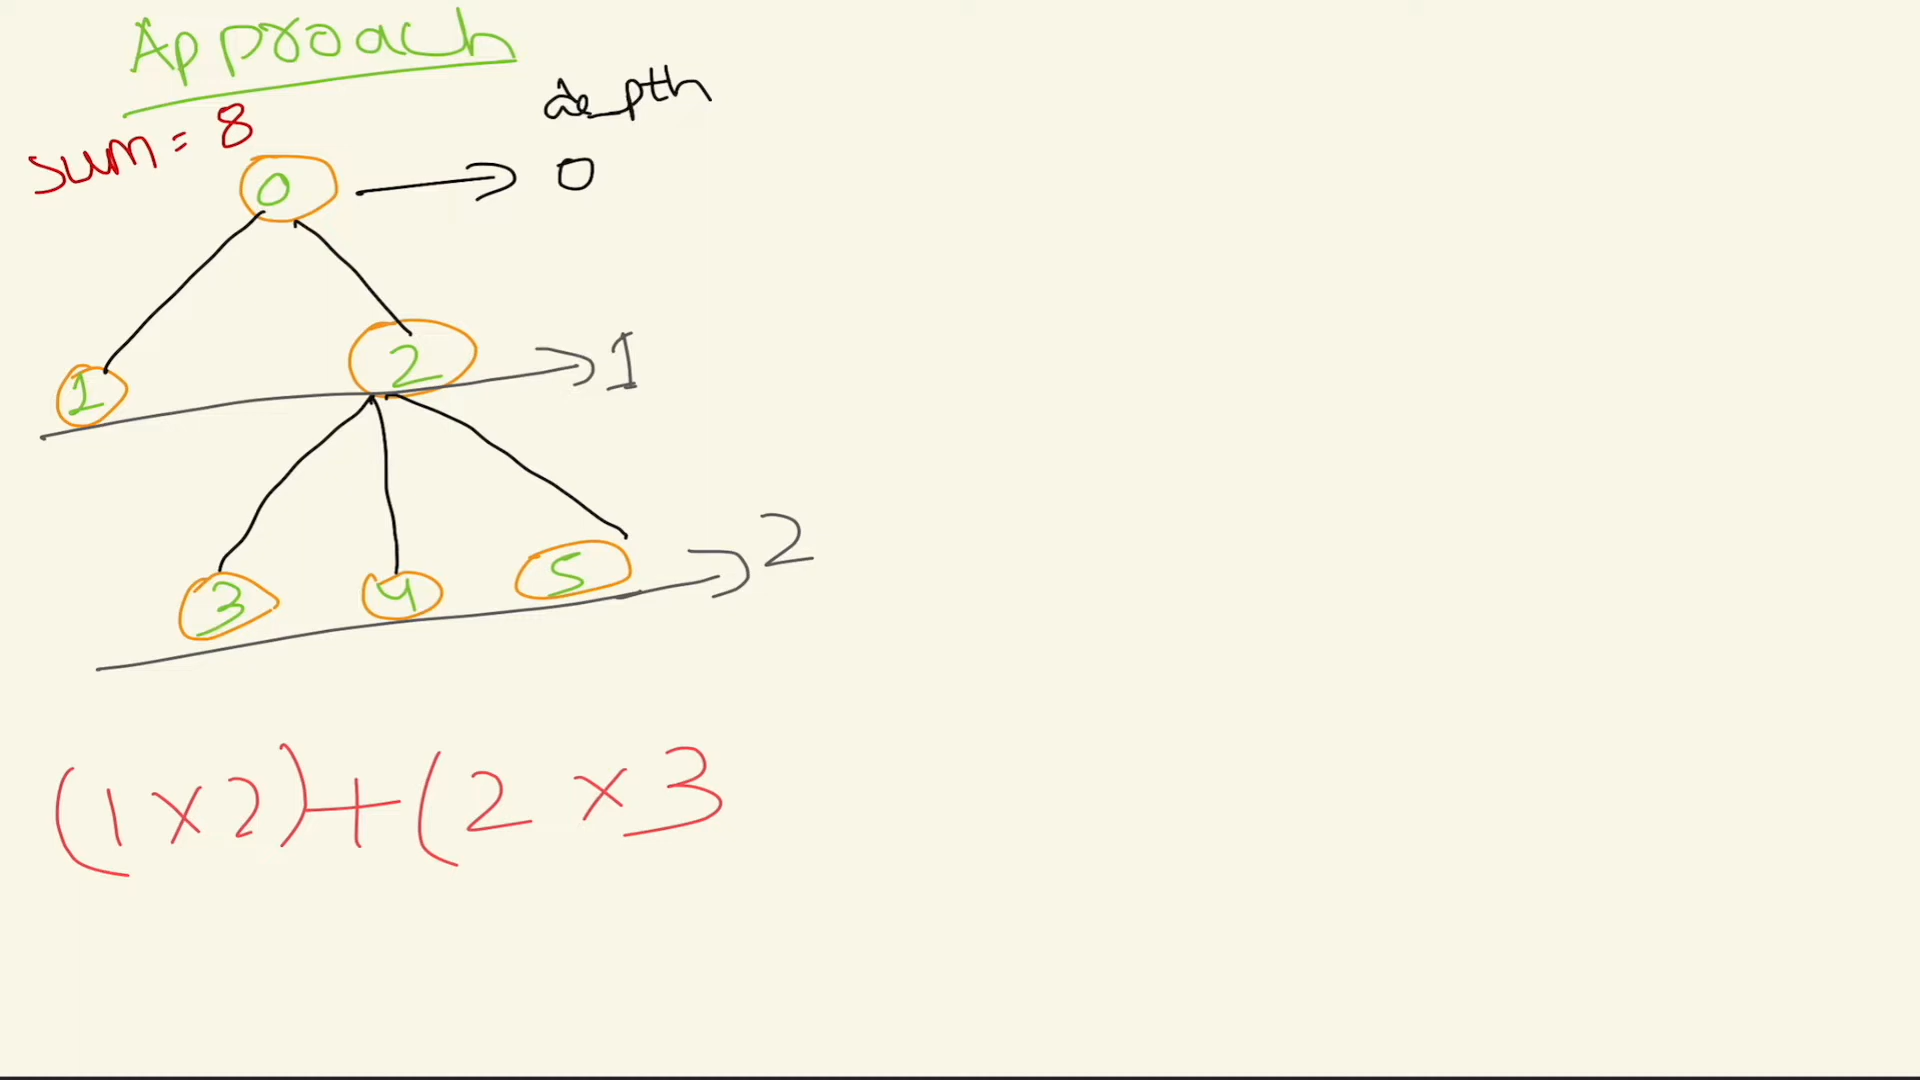 Approach
depth
sum = 8
0
0
1
2
1
3
4
5
2
(1 x 2) + (2 x 3